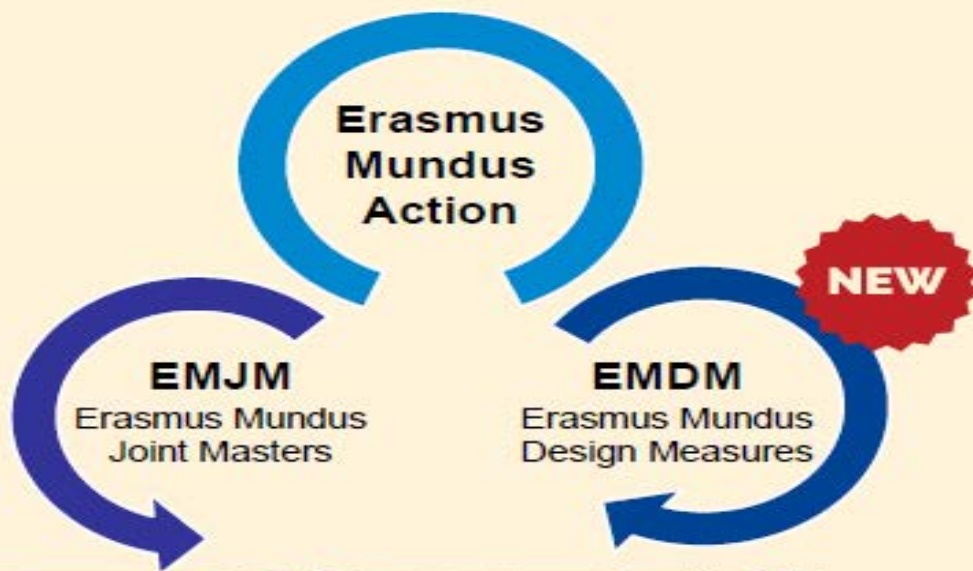 Erasmus
Mundus
Action
NEW
EMJM
Erasmus Mundus
Joint Masters
EMDM
Erasmus Mundus
Design Measures